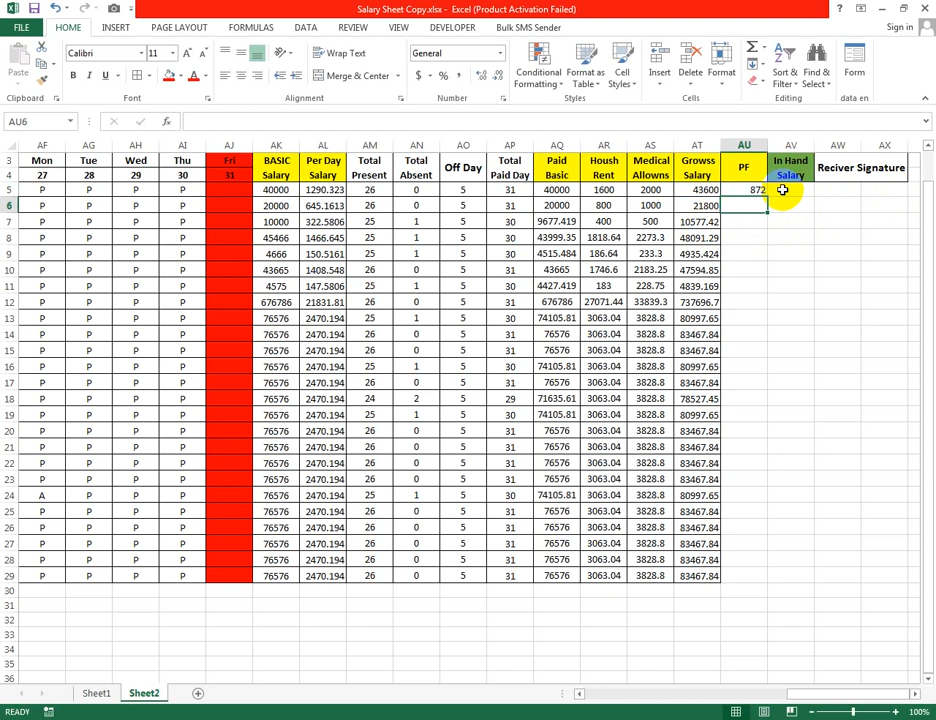 Salary Sheet Copy.xlsx - Excel (Product Activation Failed)
FILE HOME INSERT PAGE LAYOUT FORMULAS DATA REVIEW VIEW DEVELOPER Bulk SMS Sender Sign in
Calibri 11 Wrap Text General
Paste B I U Merge & Center $ % Conditional Formatting Format as Table Cell Styles Insert Delete Format Sort & Filter Find & Select Form
Clipboard Font Alignment Number Styles Cells Editing data en
AU6
AF AG AH AI AJ AK AL AM AN AO AP AQ AR AS AT AU AV AW AX
3 Mon Tue Wed Thu Fri BASIC Per Day Total Total Off Day Total Paid Housh Medical Growss PF In Hand Reciver Signature
4 27 28 29 30 31 Salary Salary Present Absent Paid Day Basic Rent Allowns Salary Salary
5 P P P P 40000 1290.323 26 0 5 31 40000 1600 2000 43600 872
6 P P P P 20000 645.1613 26 0 5 31 20000 800 1000 21800
7 P P P P 10000 322.5806 25 1 5 30 9677.419 400 500 10577.42
8 P P P P 45466 1466.645 25 1 5 30 43999.35 1818.64 2273.3 48091.29
9 P P P P 4666 150.5161 25 1 5 30 4515.484 186.64 233.3 4935.424
10 P P P P 43665 1408.548 26 0 5 31 43665 1746.6 2183.25 47594.85
11 P P P P 4575 147.5806 25 1 5 30 4427.419 183 228.75 4839.169
12 P P P P 676786 21831.81 26 0 5 31 676786 27071.44 33839.3 737696.7
13 P P P P 76576 2470.194 25 1 5 30 74105.81 3063.04 3828.8 80997.65
14 P P P P 76576 2470.194 26 0 5 31 76576 3063.04 3828.8 83467.84
15 P P P P 76576 2470.194 26 0 5 31 76576 3063.04 3828.8 83467.84
16 P P P P 76576 2470.194 25 1 5 30 74105.81 3063.04 3828.8 80997.65
17 P P P P 76576 2470.194 26 0 5 31 76576 3063.04 3828.8 83467.84
18 P P P P 76576 2470.194 24 2 5 29 71635.61 3063.04 3828.8 78527.45
19 P P P P 76576 2470.194 25 1 5 30 74105.81 3063.04 3828.8 80997.65
20 P P P P 76576 2470.194 26 0 5 31 76576 3063.04 3828.8 83467.84
21 P P P P 76576 2470.194 26 0 5 31 76576 3063.04 3828.8 83467.84
22 P P P P 76576 2470.194 26 0 5 31 76576 3063.04 3828.8 83467.84
23 P P P P 76576 2470.194 26 0 5 31 76576 3063.04 3828.8 83467.84
24 A P P P 76576 2470.194 25 1 5 30 74105.81 3063.04 3828.8 80997.65
25 P P P P 76576 2470.194 26 0 5 31 76576 3063.04 3828.8 83467.84
26 P P P P 76576 2470.194 26 0 5 31 76576 3063.04 3828.8 83467.84
27 P P P P 76576 2470.194 26 0 5 31 76576 3063.04 3828.8 83467.84
28 P P P P 76576 2470.194 26 0 5 31 76576 3063.04 3828.8 83467.84
29 P P P P 76576 2470.194 26 0 5 31 76576 3063.04 3828.8 83467.84
30
31
32
33
34
35
36
Sheet1 Sheet2
READY 100%